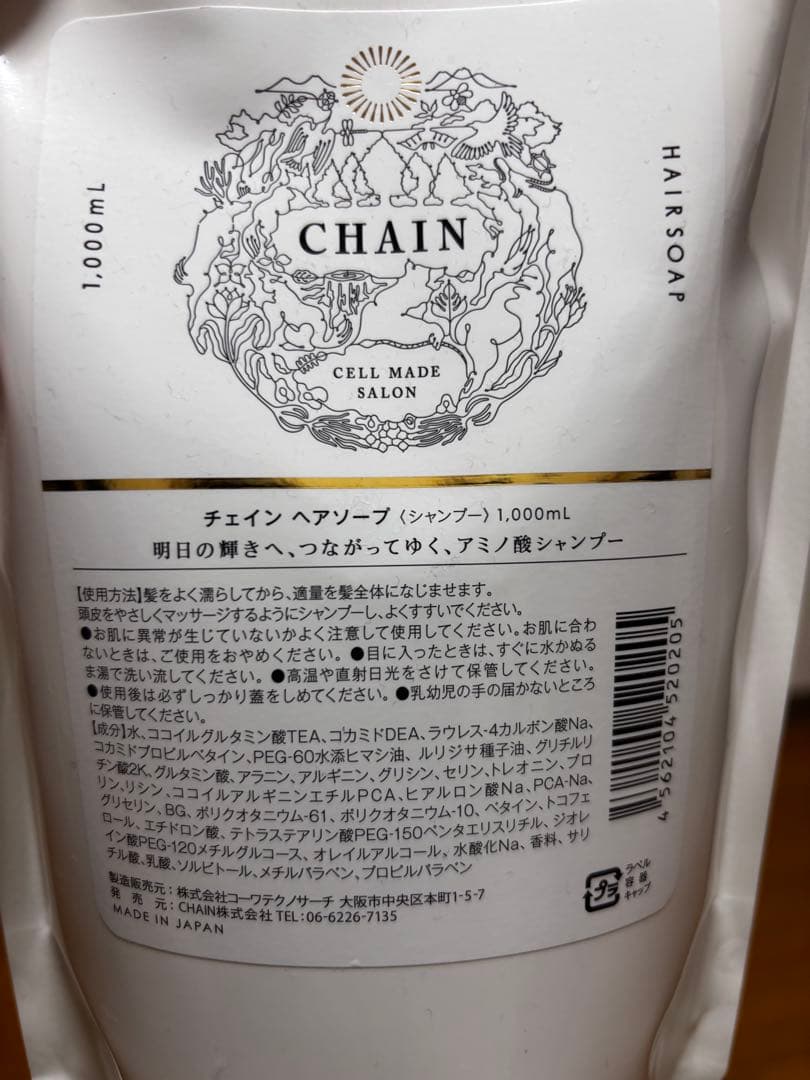 CHAIN
CELL MADE
SALON
1,000mL
HAIR SOAP
チェイン ヘアソープ〈シャンプー〉1,000mL
明日の輝きへ、つながってゆく、アミノ酸シャンプー
【使用方法】髪をよく濡らしてから、適量を髪全体になじませます。
頭皮をやさしくマッサージするようにシャンプーし、よくすすいでください。
●お肌に異常が生じていないかよく注意して使用してください。お肌に合わ
ないときは、ご使用をおやめください。●目に入ったときは、すぐに水かぬる
ま湯で洗い流してください。●高温や直射日光をさけて保管してください。
●使用後は必ずしっかり蓋をしめてください。●乳幼児の手の届かないところ
に保管してください。
【成分】水、ココイルグルタミン酸TEA、コカミドDEA、ラウレス-4カルボン酸Na、
コカミドプロピルベタイン、PEG-60水添ヒマシ油、ルリジサ種子油、グリチルリ
チン酸2K、グルタミン酸、アラニン、アルギニン、グリシン、セリン、トレオニン、プロ
リン、リシン、ココイルアルギニンエチルPCA、ヒアルロン酸Na、PCA-Na、
グリセリン、BG、ポリクオタニウム-61、ポリクオタニウム-10、ベタイン、トコフェ
ロール、エチドロン酸、テトラステアリン酸PEG-150ペンタエリスリチル、ジオレ
イン酸PEG-120メチルグルコース、オレイルアルコール、水酸化Na、香料、サリ
チル酸、乳酸、ソルビトール、メチルパラベン、プロピルパラベン
製造販売元：株式会社コーワテクノサーチ 大阪市中央区本町1-5-7
発 売 元：CHAIN株式会社 TEL：06-6226-7135
MADE IN JAPAN
4 562104 520205
プラ
ラベル
容器
キャップ